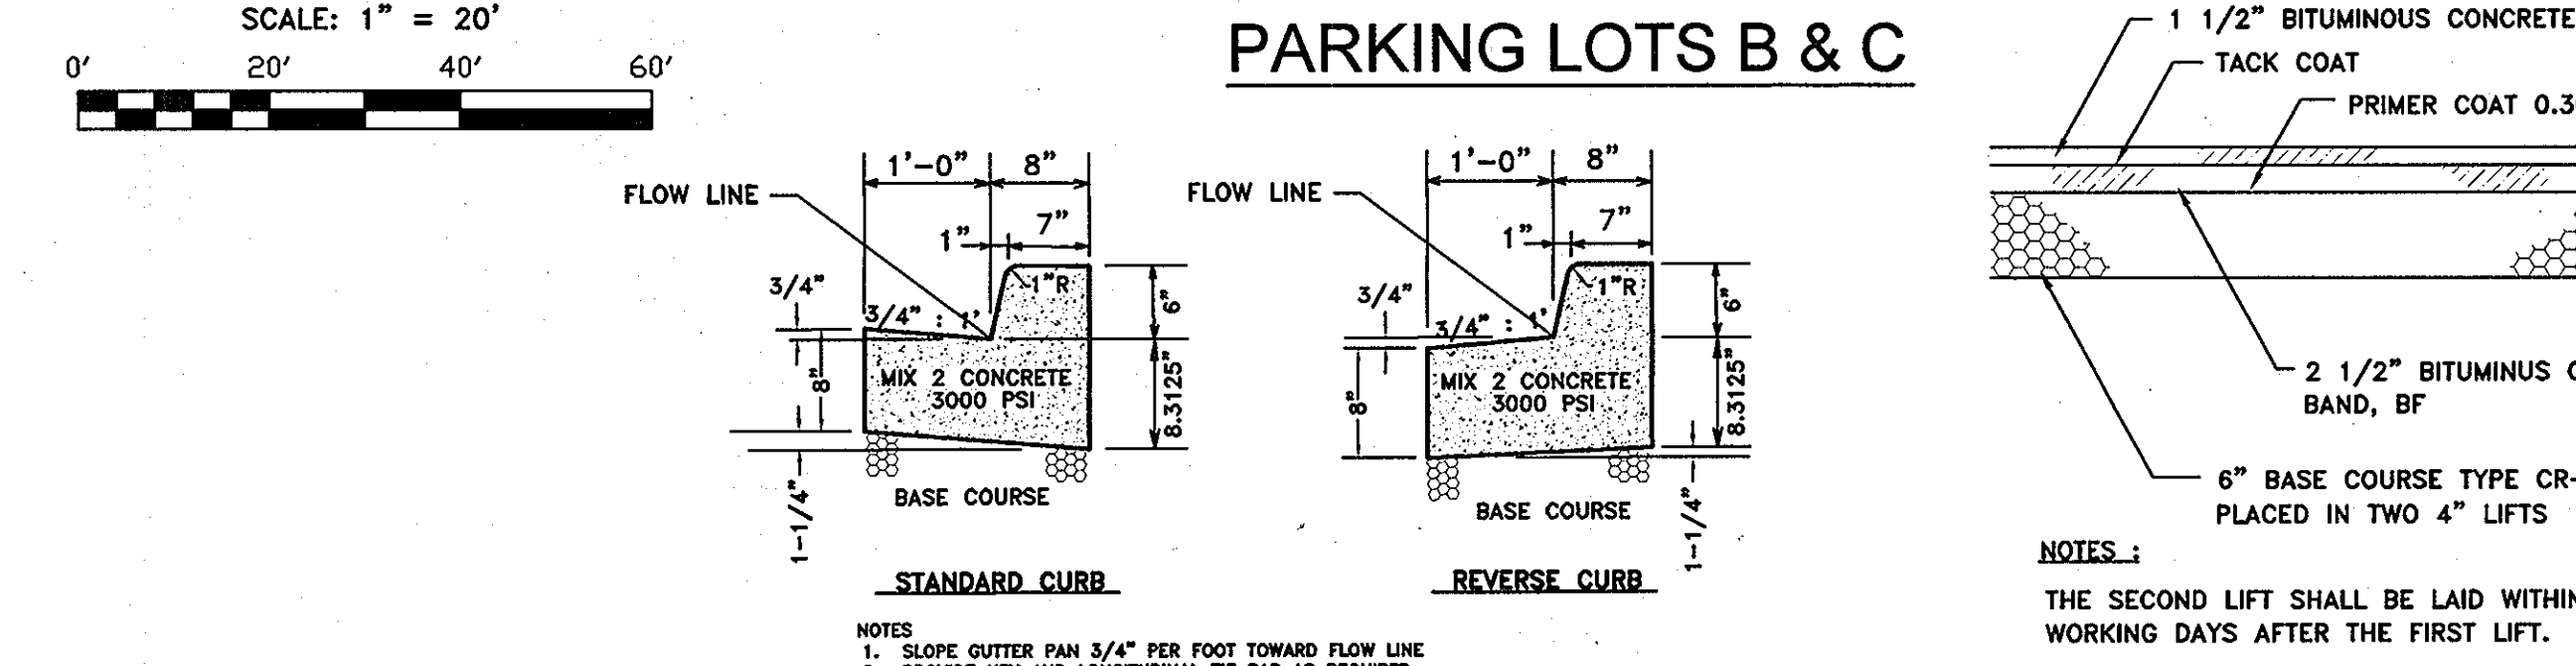 SCALE: 1" = 20'
0' 20' 40' 60'
PARKING LOTS B & C
1'-0" 8"
FLOW LINE
1" 7"
1"R
3/4"
3/4" : 1'
6"
8"
MIX 2 CONCRETE
3000 PSI
8.3125"
1-1/4"
BASE COURSE
STANDARD CURB
1'-0" 8"
FLOW LINE
1" 7"
1"R
3/4"
3/4" : 1'
6"
8"
MIX 2 CONCRETE
3000 PSI
8.3125"
1-1/4"
BASE COURSE
REVERSE CURB
NOTES
1. SLOPE GUTTER PAN 3/4" PER FOOT TOWARD FLOW LINE
1 1/2" BITUMINOUS CONCRETE
TACK COAT
PRIMER COAT 0.3
2 1/2" BITUMINUS
BAND, BF
6" BASE COURSE TYPE CR-
PLACED IN TWO 4" LIFTS
NOTES :
THE SECOND LIFT SHALL BE LAID WITHIN
WORKING DAYS AFTER THE FIRST LIFT.